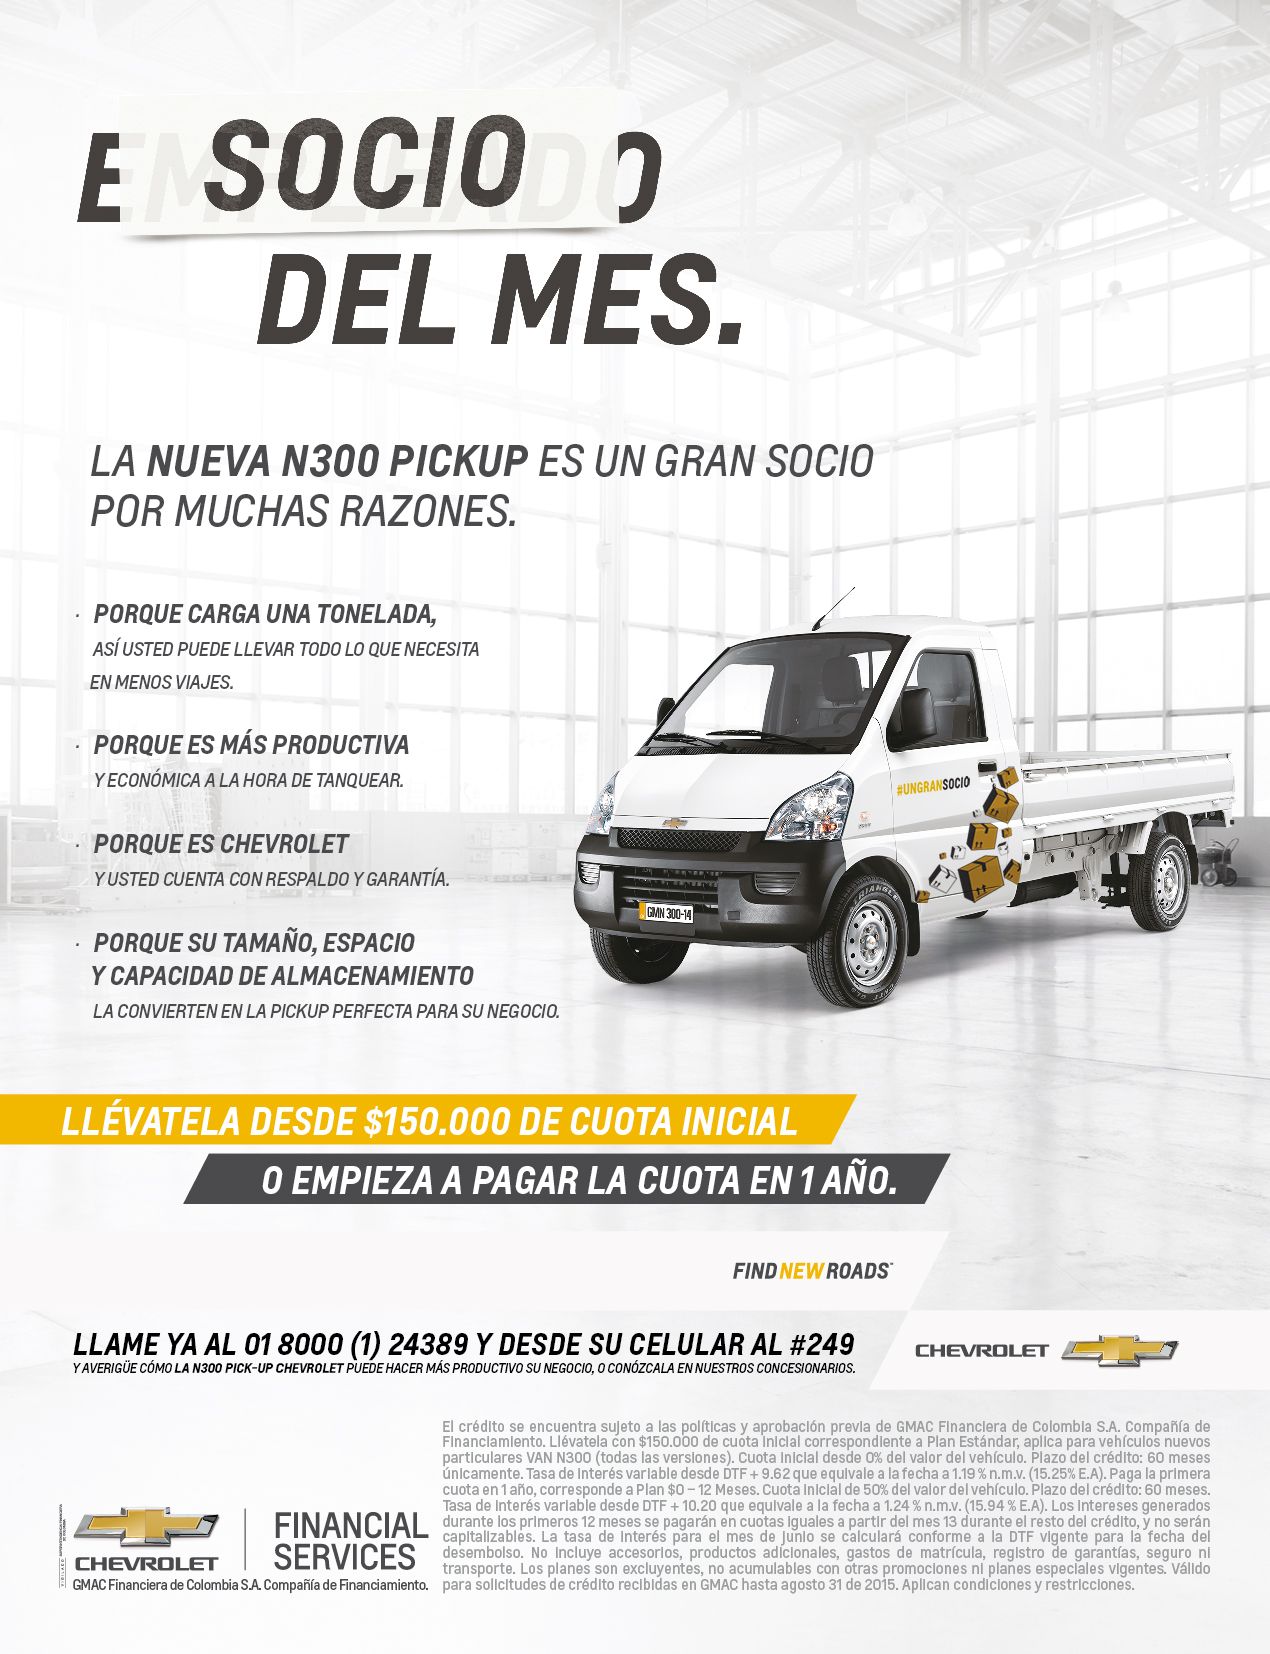 EMPLEADO
SOCIO
DEL MES.
LA NUEVA N300 PICKUP ES UN GRAN SOCIO
POR MUCHAS RAZONES.
· PORQUE CARGA UNA TONELADA,
ASÍ USTED PUEDE LLEVAR TODO LO QUE NECESITA
EN MENOS VIAJES.
· PORQUE ES MÁS PRODUCTIVA
Y ECONÓMICA A LA HORA DE TANQUEAR.
· PORQUE ES CHEVROLET
Y USTED CUENTA CON RESPALDO Y GARANTÍA.
· PORQUE SU TAMAÑO, ESPACIO
Y CAPACIDAD DE ALMACENAMIENTO
LA CONVIERTEN EN LA PICKUP PERFECTA PARA SU NEGOCIO.
#UNGRANSOCIO
GMN 300-14
TRIANGLE
LLÉVATELA DESDE $150.000 DE CUOTA INICIAL
O EMPIEZA A PAGAR LA CUOTA EN 1 AÑO.
FIND NEW ROADS™
LLAME YA AL 01 8000 (1) 24389 Y DESDE SU CELULAR AL #249
Y AVERIGÜE CÓMO LA N300 PICK-UP CHEVROLET PUEDE HACER MÁS PRODUCTIVO SU NEGOCIO, O CONÓZCALA EN NUESTROS CONCESIONARIOS.
CHEVROLET
El crédito se encuentra sujeto a las políticas y aprobación previa de GMAC Financiera de Colombia S.A. Compañía de
Financiamiento. Llévatela con $150.000 de cuota inicial correspondiente a Plan Estándar, aplica para vehículos nuevos
particulares VAN N300 (todas las versiones). Cuota inicial desde 0% del valor del vehículo. Plazo del crédito: 60 meses
únicamente. Tasa de interés variable desde DTF + 9.62 que equivale a la fecha a 1.19 % n.m.v. (15.25% E.A). Paga la primera
cuota en 1 año, corresponde a Plan $0 – 12 Meses. Cuota inicial de 50% del valor del vehículo. Plazo del crédito: 60 meses.
Tasa de interés variable desde DTF + 10.20 que equivale a la fecha a 1.24 % n.m.v. (15.94 % E.A). Los intereses generados
durante los primeros 12 meses se pagarán en cuotas iguales a partir del mes 13 durante el resto del crédito, y no serán
capitalizables. La tasa de interés para el mes de junio se calculará conforme a la DTF vigente para la fecha del
desembolso. No incluye accesorios, productos adicionales, gastos de matrícula, registro de garantías, seguro ni
transporte. Los planes son excluyentes, no acumulables con otras promociones ni planes especiales vigentes. Válido
para solicitudes de crédito recibidas en GMAC hasta agosto 31 de 2015. Aplican condiciones y restricciones.
VIGILADO
SUPERINTENDENCIA FINANCIERA
DE COLOMBIA
CHEVROLET
FINANCIAL
SERVICES
GMAC Financiera de Colombia S.A. Compañía de Financiamiento.